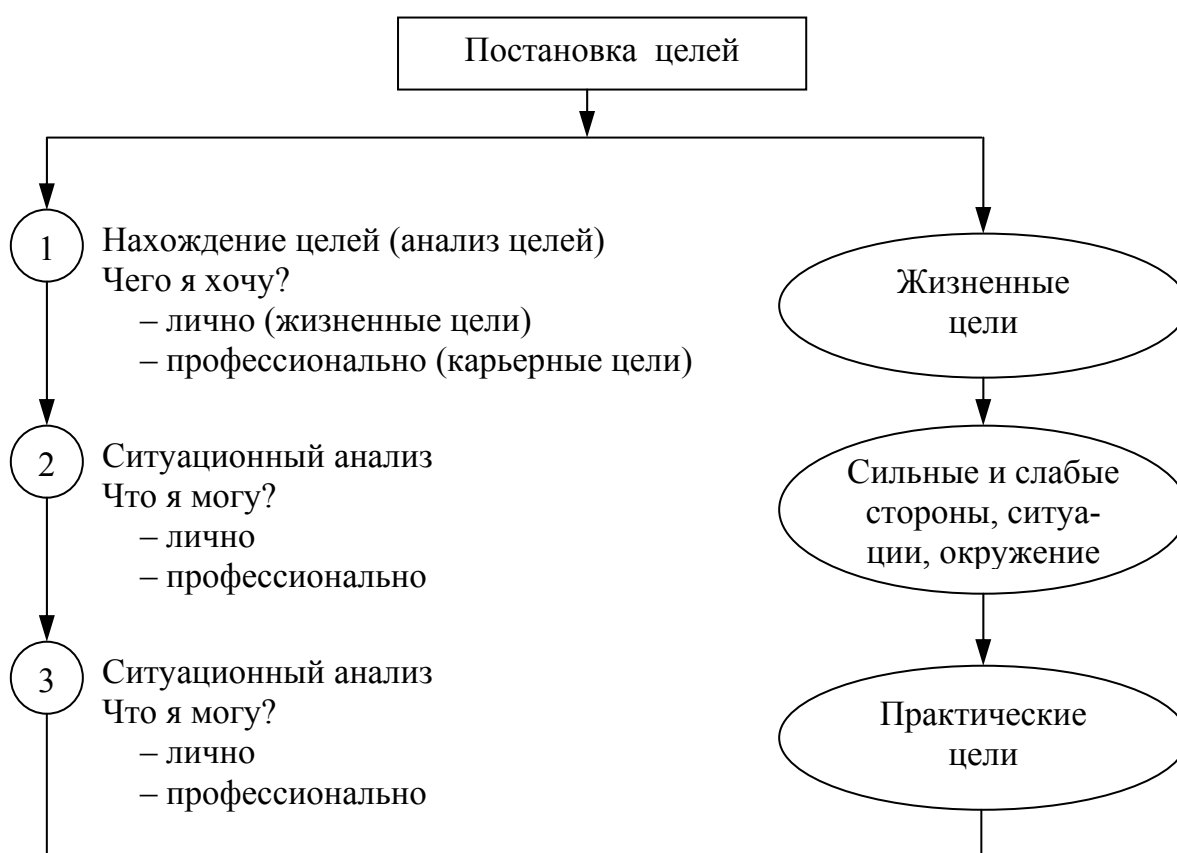 Постановка целей
1
Нахождение целей (анализ целей)
Чего я хочу?
– лично (жизненные цели)
– профессионально (карьерные цели)
Жизненные
цели
2
Ситуационный анализ
Что я могу?
– лично
– профессионально
Сильные и слабые
стороны, ситуа-
ции, окружение
3
Ситуационный анализ
Что я могу?
– лично
– профессионально
Практические
цели